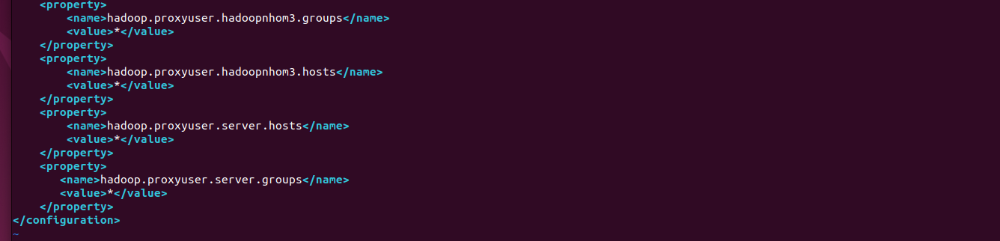 <property>
<name>hadoop.proxyuser.hadoopnhom3.groups</name>
<value>*</value>
</property>
<property>
<name>hadoop.proxyuser.hadoopnhom3.hosts</name>
<value>*</value>
</property>
<property>
<name>hadoop.proxyuser.server.hosts</name>
<value>*</value>
</property>
<property>
<name>hadoop.proxyuser.server.groups</name>
<value>*</value>
</property>
</configuration>
~